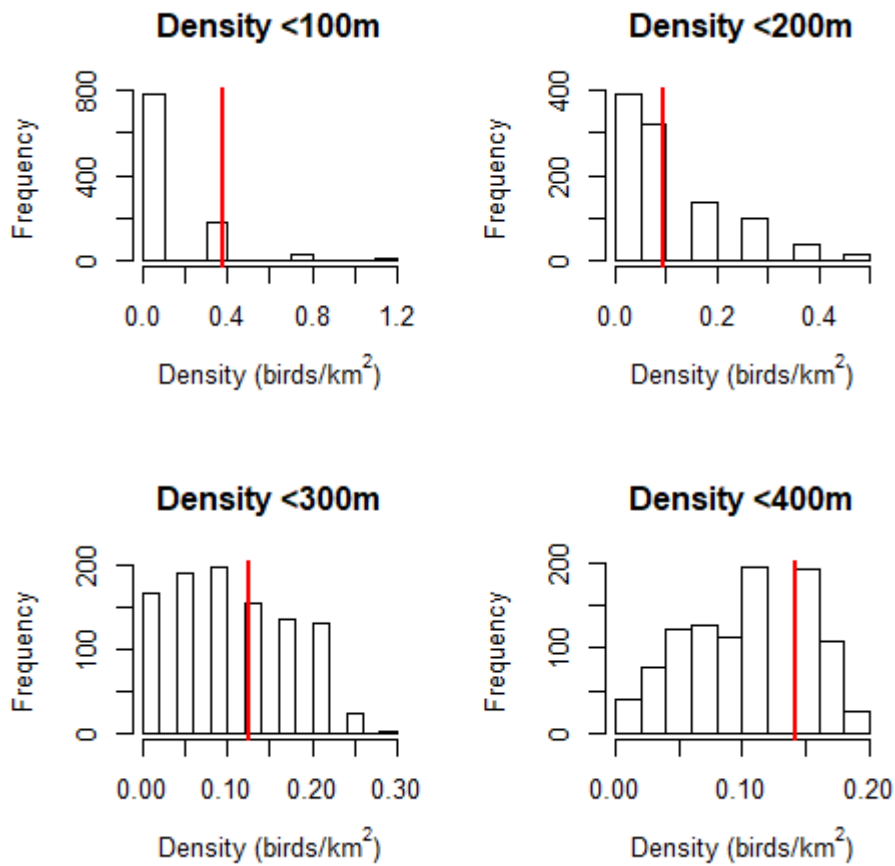 Density <100m
Frequency
0 400 800
0.0 0.4 0.8 1.2
Density (birds/km²)
Density <200m
Frequency
0 200 400
0.0 0.2 0.4
Density (birds/km²)
Density <300m
Frequency
0 100 200
0.00 0.10 0.20 0.30
Density (birds/km²)
Density <400m
Frequency
0 100 200
0.00 0.10 0.20
Density (birds/km²)